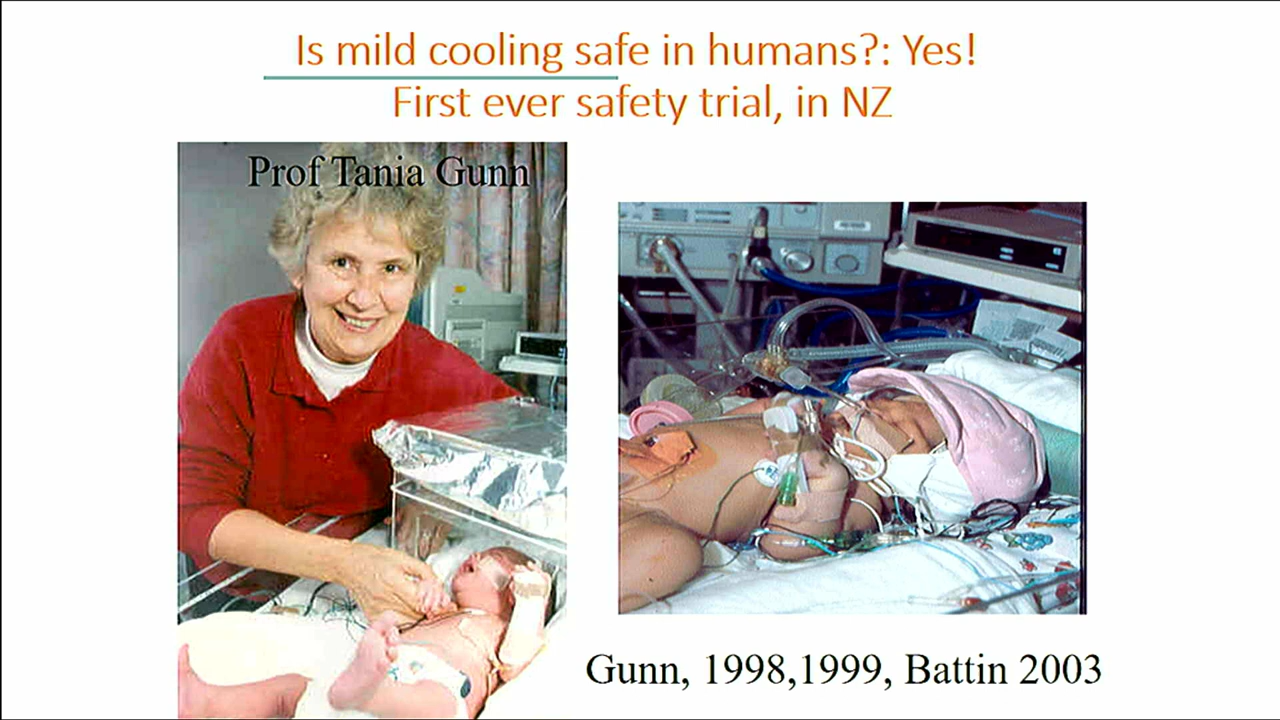 Is mild cooling safe in humans?: Yes!
First ever safety trial, in NZ
Prof Tania Gunn
Gunn, 1998,1999, Battin 2003